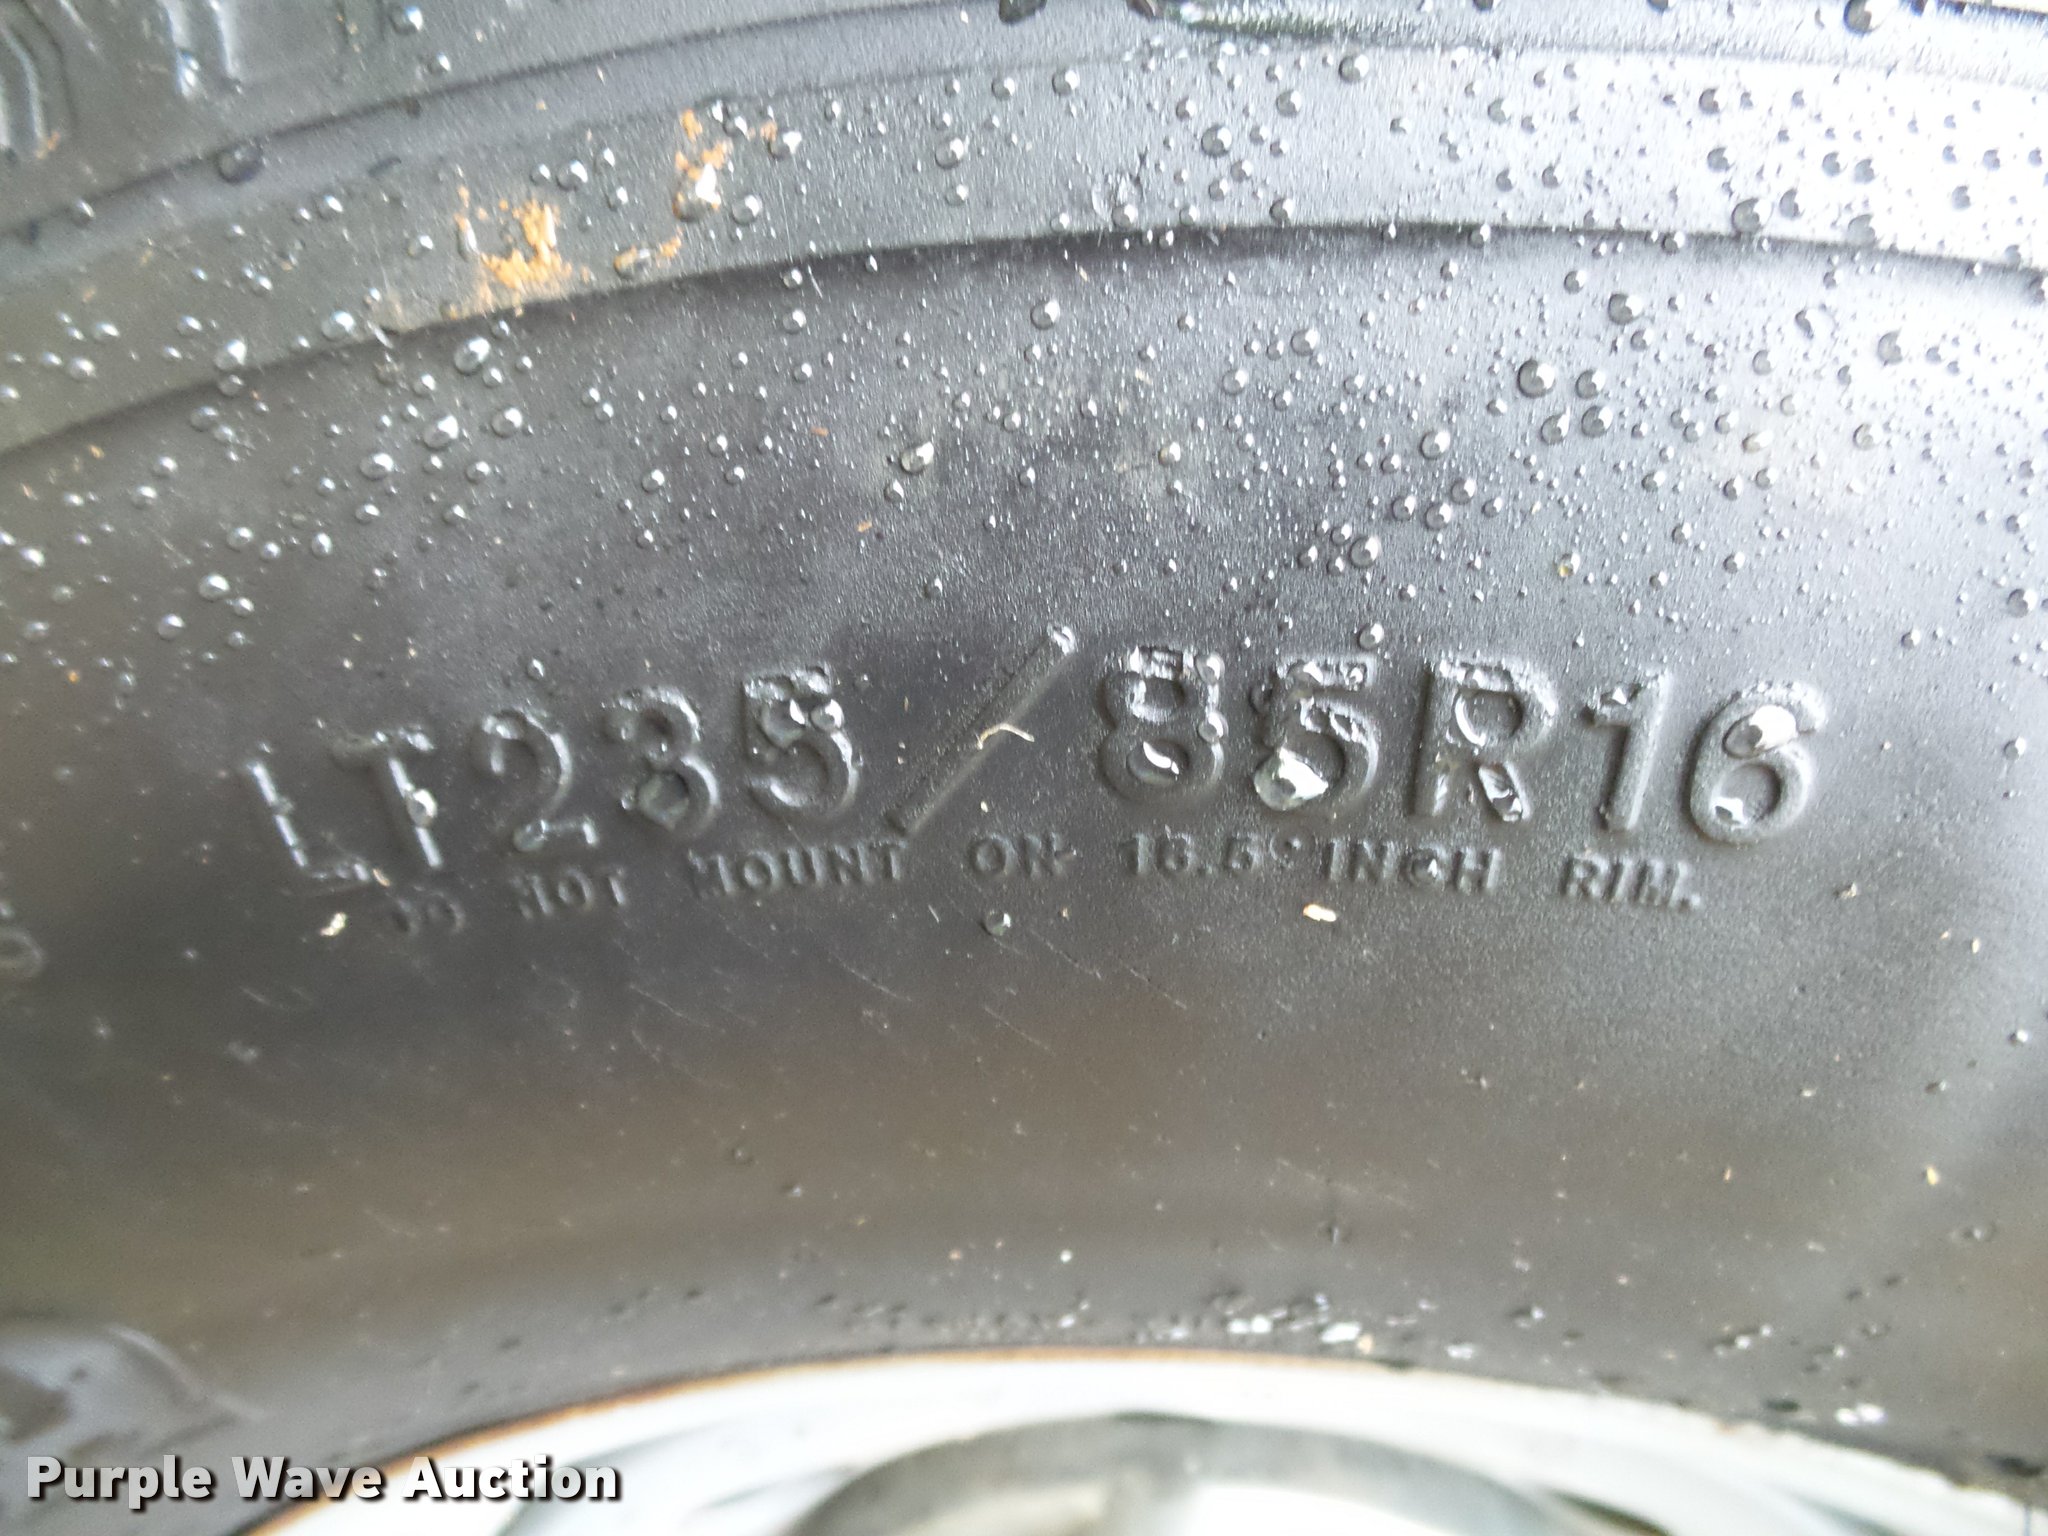 LT235/85R16
DO NOT MOUNT ON 16.5° INCH RIM.
Purple Wave Auction